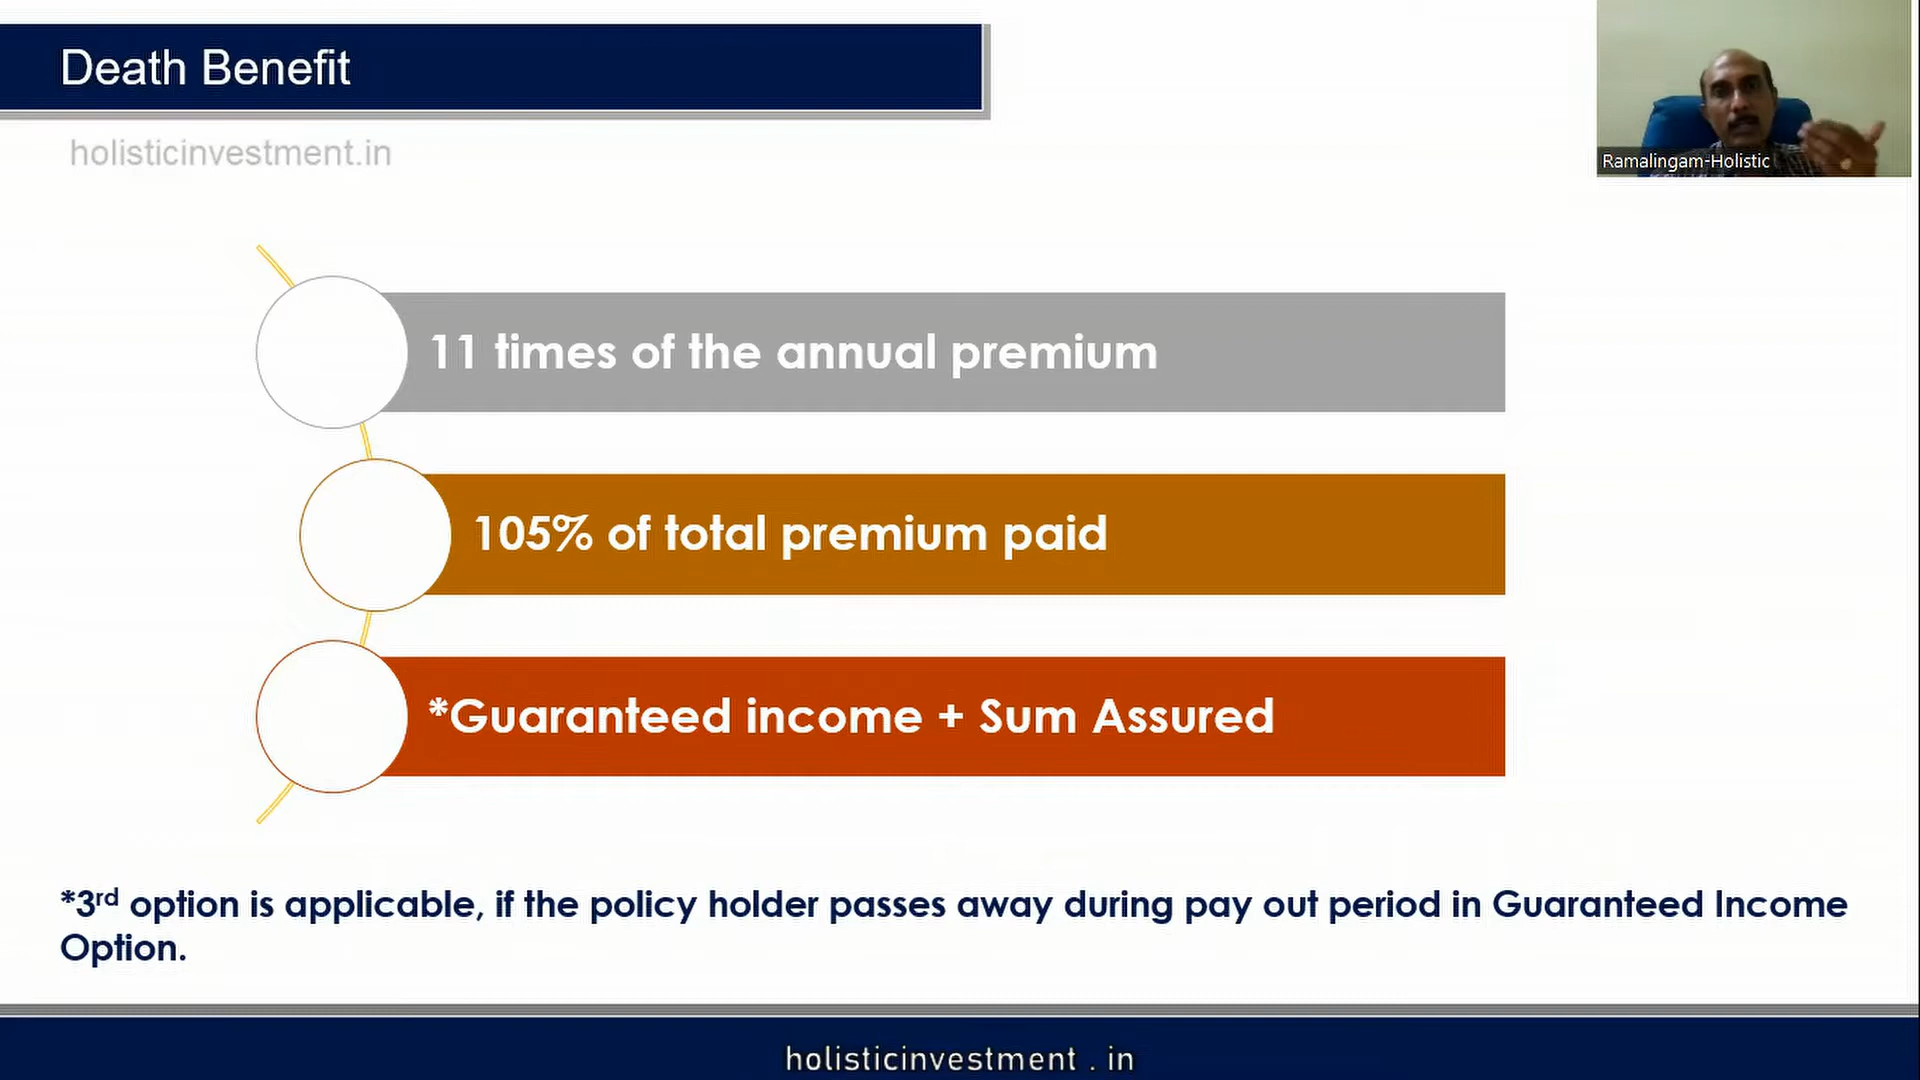 Death Benefit
holisticinvestment.in
Ramalingam-Holistic
11 times of the annual premium
105% of total premium paid
*Guaranteed income + Sum Assured
*3rd option is applicable, if the policy holder passes away during pay out period in Guaranteed Income
Option.
holisticinvestment . in